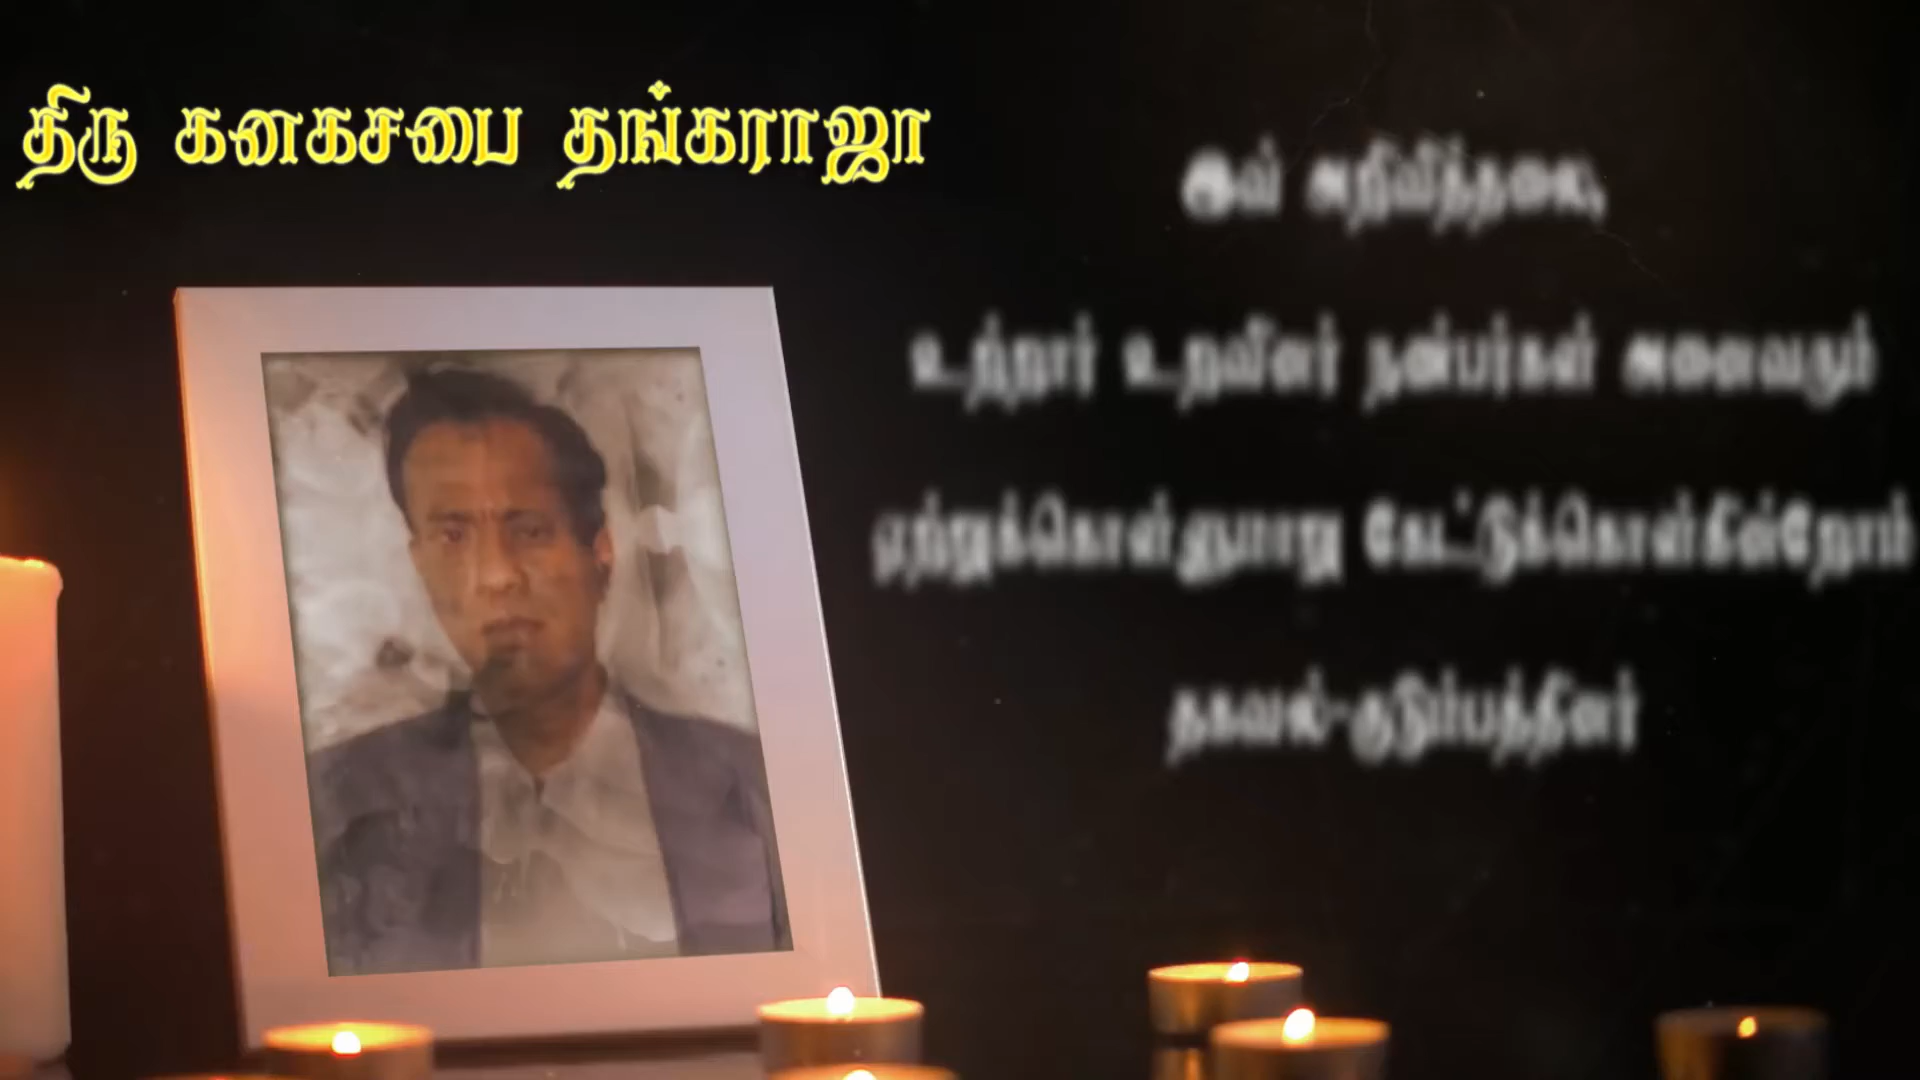 திரு கனகசபை தங்கராஜா
இவ் அறிவித்தலை,
உற்றார் உறவினர் நண்பர்கள் அனைவரும்
ஏற்றுக்கொள்ளுமாறு கேட்டுக்கொள்கின்றோம்
தகவல்-குடும்பத்தினர்